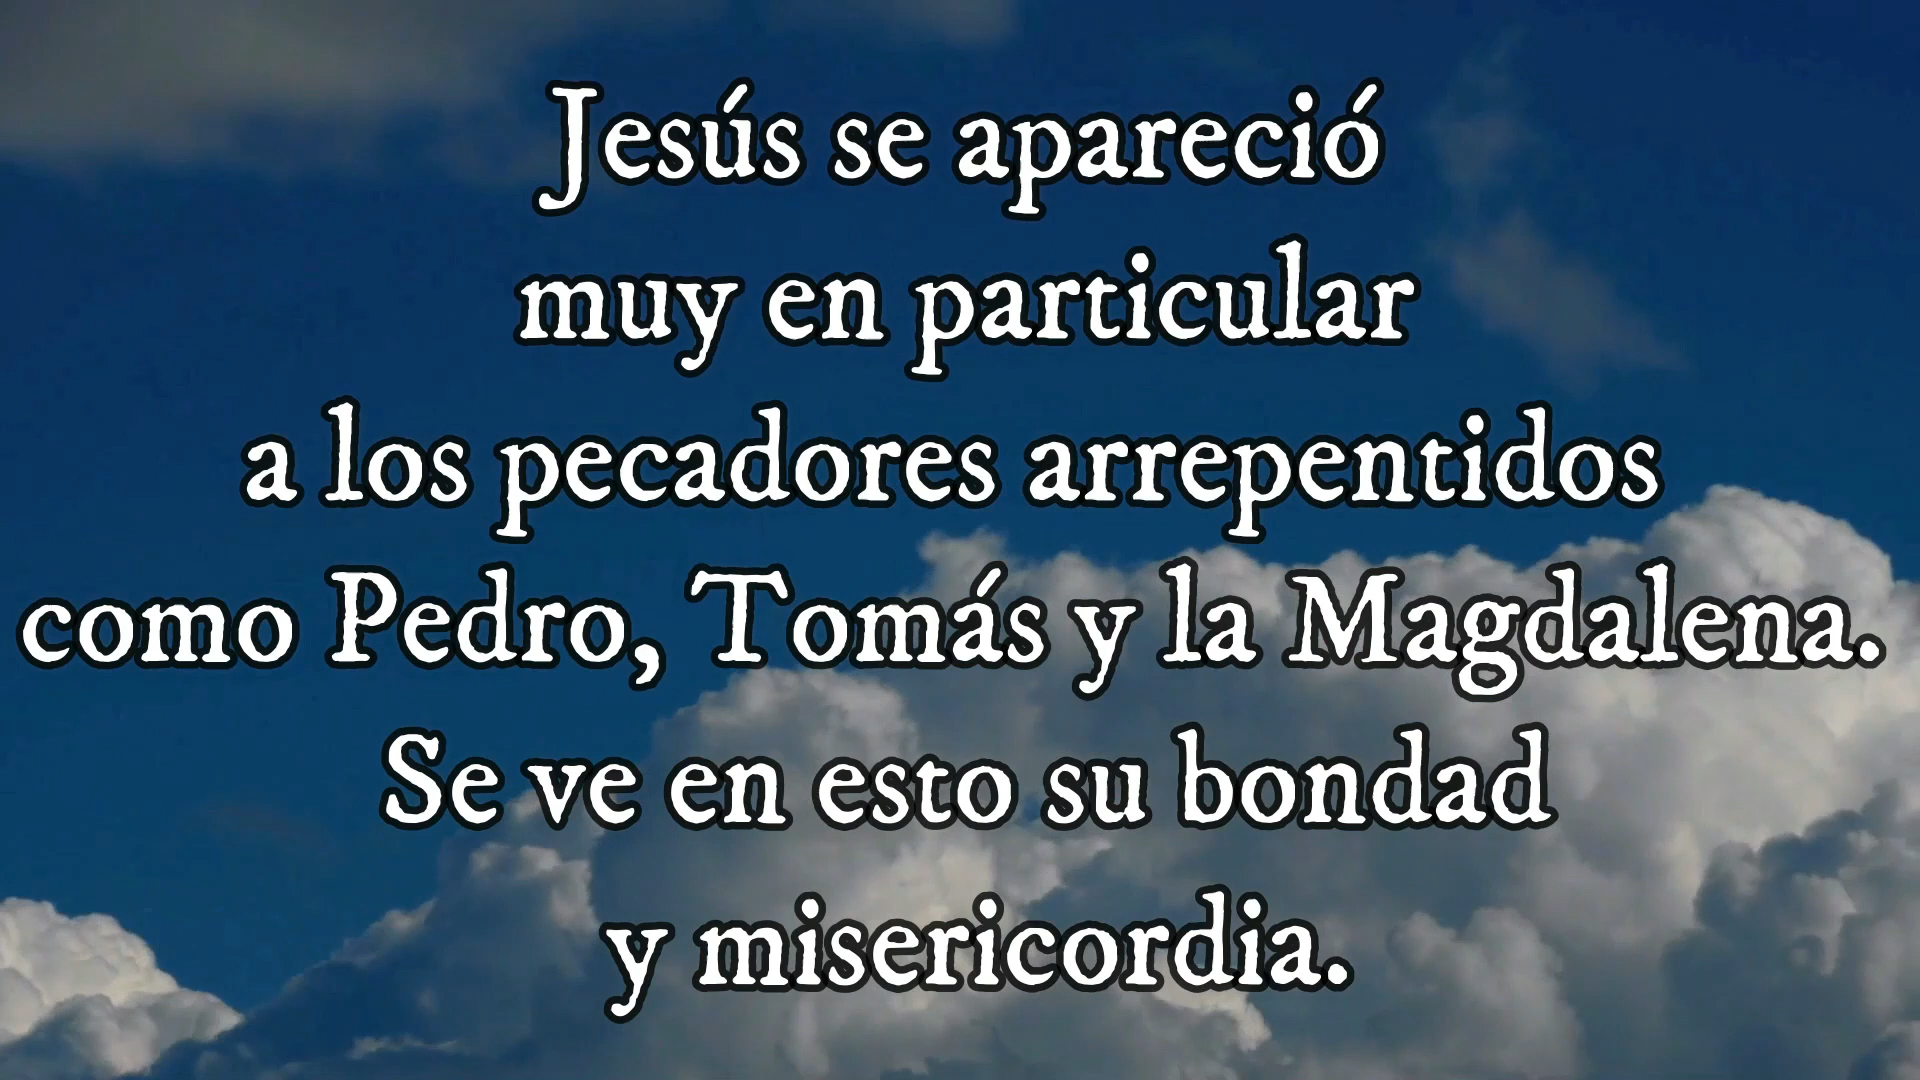 Jesús se apareció
muy en particular
a los pecadores arrepentidos
como Pedro, Tomás y la Magdalena.
Se ve en esto su bondad
y misericordia.